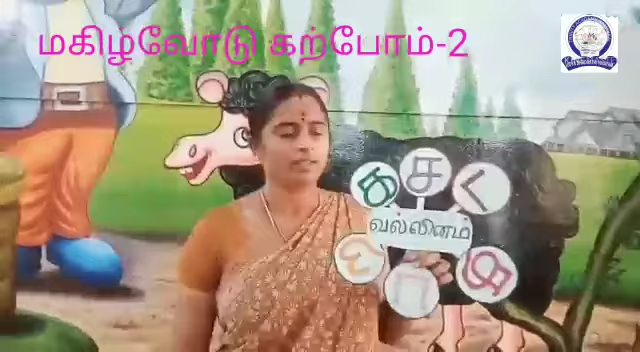 மகிழவோடு கற்போம்-2
க ச ட
வல்லினம்
ற ப த